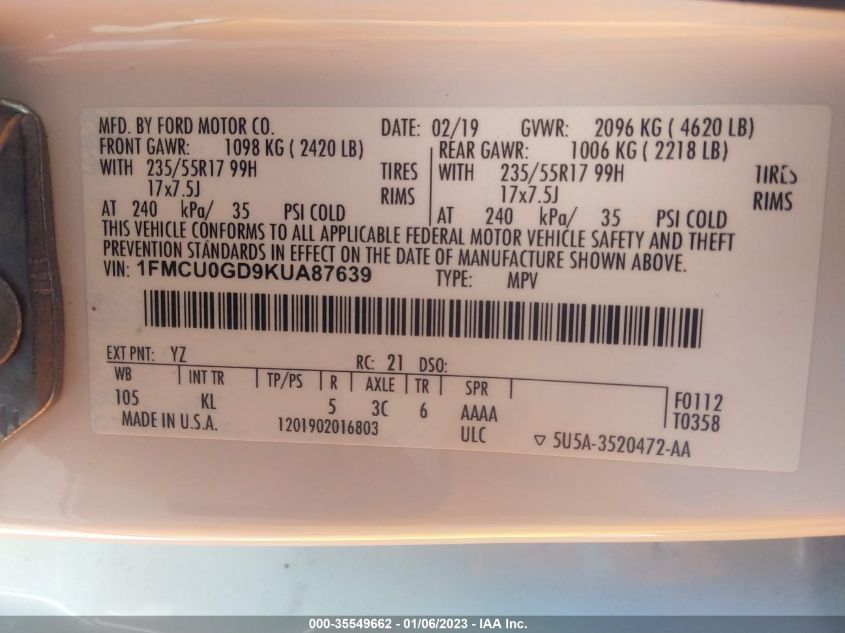 MFD. BY FORD MOTOR CO. DATE: 02/19 GVWR: 2096 KG ( 4620 LB)
FRONT GAWR: 1098 KG ( 2420 LB) REAR GAWR: 1006 KG ( 2218 LB)
WITH 235/55R17 99H TIRES WITH 235/55R17 99H TIRES
17x7.5J RIMS 17x7.5J RIMS
AT 240 kPa/ 35 PSI COLD AT 240 kPa/ 35 PSI COLD
THIS VEHICLE CONFORMS TO ALL APPLICABLE FEDERAL MOTOR VEHICLE SAFETY AND THEFT
PREVENTION STANDARDS IN EFFECT ON THE DATE OF MANUFACTURE SHOWN ABOVE.
VIN: 1FMCU0GD9KUA87639 TYPE: MPV
EXT PNT: YZ RC: 21 DSO:
WB INT TR TP/PS R AXLE TR SPR
105 KL 5 3C 6 AAAA F0112
MADE IN U.S.A. 1201902016803 ULC T0358
▽ 5U5A-3520472-AA
000-35549662 - 01/06/2023 - IAA Inc.